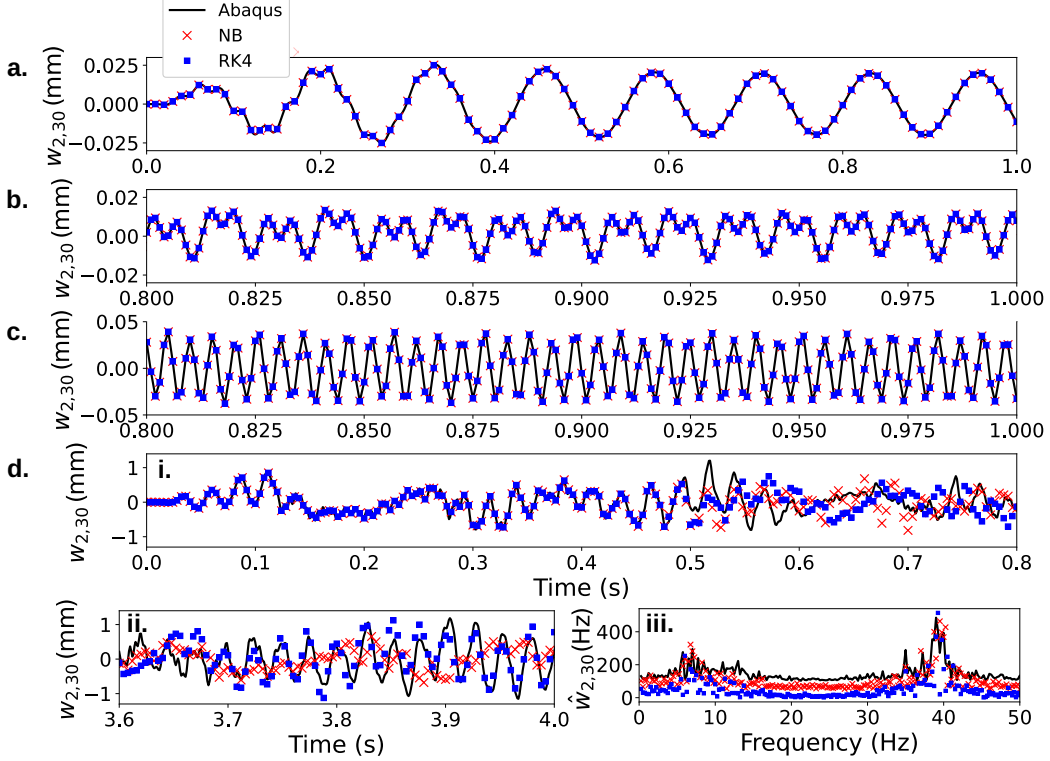 Abaqus
NB
RK4
a.
w2,30 (mm)
0.025
0.000
−0.025
0.0 0.2 0.4 0.6 0.8 1.0
b.
w2,30 (mm)
0.02
0.00
−0.02
0.800 0.825 0.850 0.875 0.900 0.925 0.950 0.975 1.000
c.
w2,30 (mm)
0.05
0.00
−0.05
0.800 0.825 0.850 0.875 0.900 0.925 0.950 0.975 1.000
d.
i.
w2,30 (mm)
1
0
−1
0.0 0.1 0.2 0.3 0.4 0.5 0.6 0.7 0.8
Time (s)
ii.
w2,30 (mm)
1
0
−1
3.6 3.7 3.8 3.9 4.0
Time (s)
iii.
ŵ2,30 (Hz)
400
200
0
0 10 20 30 40 50
Frequency (Hz)